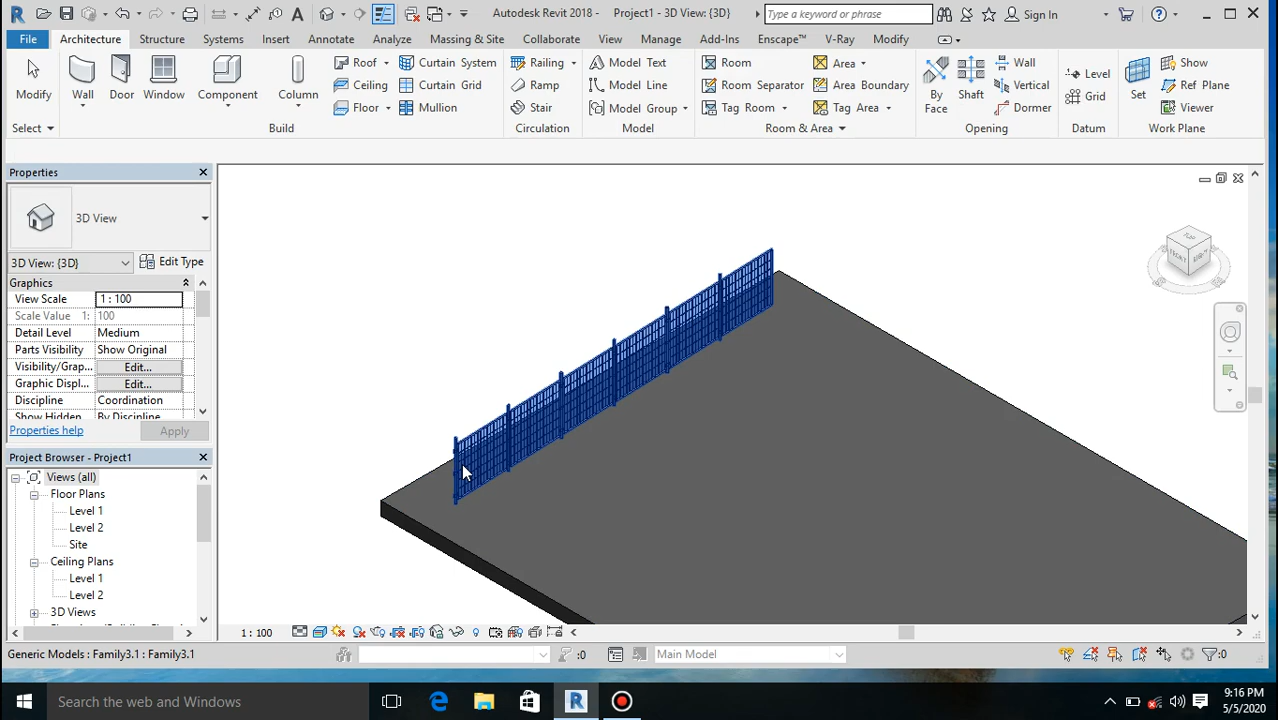 Autodesk Revit 2018 - Project1 - 3D View: {3D}
Type a keyword or phrase
Sign In
File Architecture Structure Systems Insert Annotate Analyze Massing & Site Collaborate View Manage Add-Ins Enscape™ V-Ray Modify
Modify
Select
Wall
Door
Window
Component
Column
Roof
Ceiling
Floor
Curtain System
Curtain Grid
Mullion
Build
Railing
Ramp
Stair
Circulation
Model Text
Model Line
Model Group
Model
Room
Room Separator
Tag Room
Area
Area Boundary
Tag Area
Room & Area
By Face
Shaft
Wall
Vertical
Dormer
Opening
Level
Grid
Datum
Set
Show
Ref Plane
Viewer
Work Plane
Properties
3D View
3D View: {3D}
Edit Type
Graphics
View Scale 1 : 100
Scale Value 1: 100
Detail Level Medium
Parts Visibility Show Original
Visibility/Grap... Edit...
Graphic Displ... Edit...
Discipline Coordination
Show Hidden By Discipline
Properties help
Apply
Project Browser - Project1
Views (all)
Floor Plans
Level 1
Level 2
Site
Ceiling Plans
Level 1
Level 2
3D Views
TOP
FRONT
1 : 100
Generic Models : Family3.1 : Family3.1
:0
Main Model
:0
Search the web and Windows
9:16 PM
5/5/2020